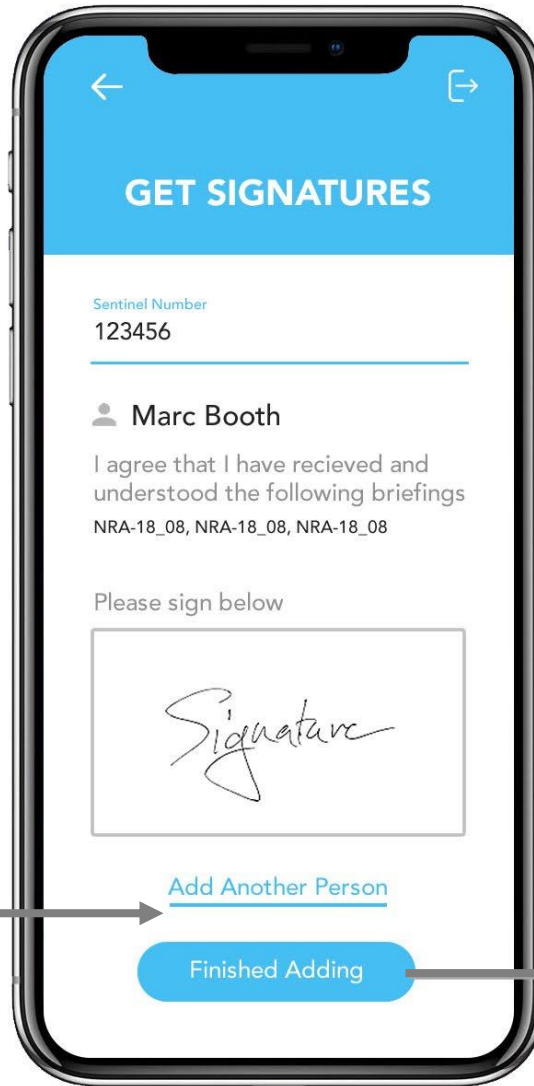 GET SIGNATURES
Sentinel Number
123456
Marc Booth
I agree that I have recieved and
understood the following briefings
NRA-18_08, NRA-18_08, NRA-18_08
Please sign below
Signature
Add Another Person
Finished Adding